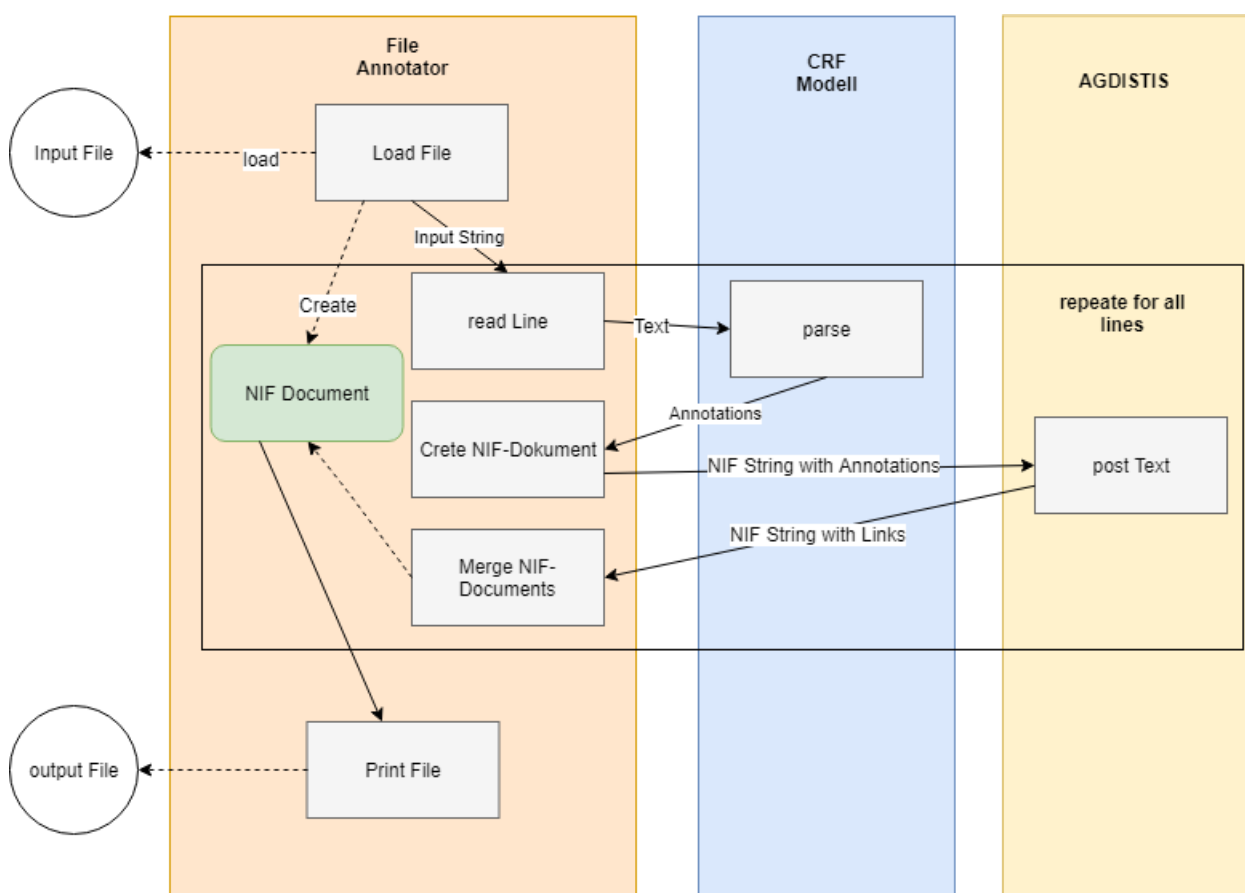 File
Annotator
CRF
Modell
AGDISTIS
Input File
load
Load File
Input String
Create
read Line
Text
parse
repeate for all
lines
NIF Document
Annotations
Crete NIF-Dokument
NIF String with Annotations
post Text
NIF String with Links
Merge NIF-
Documents
output File
Print File